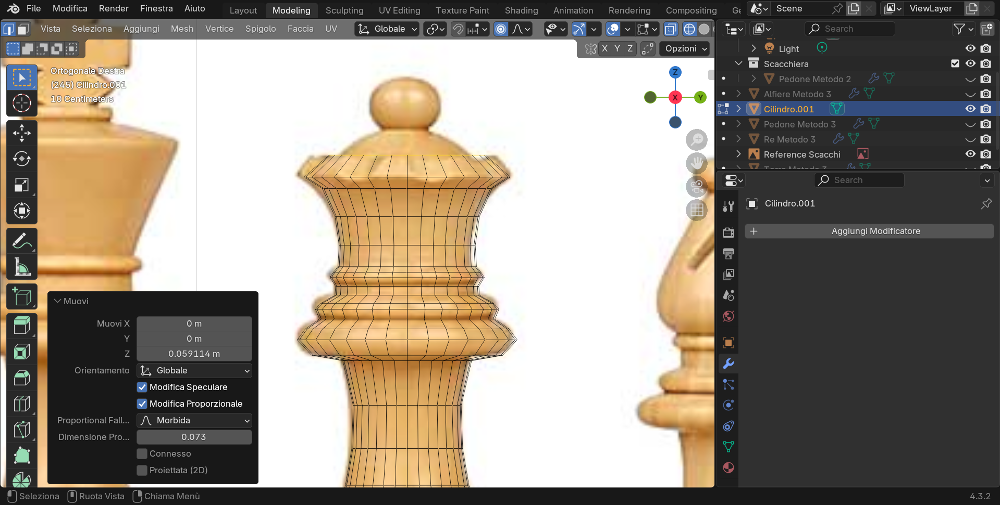 File Modifica Render Finestra Aiuto Layout Modeling Sculpting UV Editing Texture Paint Shading Animation Rendering Compositing Ge Scene ViewLayer
Vista Seleziona Aggiungi Mesh Vertice Spigolo Faccia UV Globale
X Y Z Opzioni
Ortogonale Destra
(245) Cilindro.001
10 Centimeters
Z
X
Y
Muovi
Muovi X 0 m
Y 0 m
Z 0.059114 m
Orientamento Globale
Modifica Speculare
Modifica Proporzionale
Proportional Fall... Morbida
Dimensione Pro... 0.073
Connesso
Proiettata (2D)
Search
Light
Scacchiera
Pedone Metodo 2
Alfiere Metodo 3
Cilindro.001
Pedone Metodo 3
Re Metodo 3
Reference Scacchi
Torre Metodo 3
Search
Cilindro.001
Aggiungi Modificatore
Seleziona Ruota Vista Chiama Menù 4.3.2